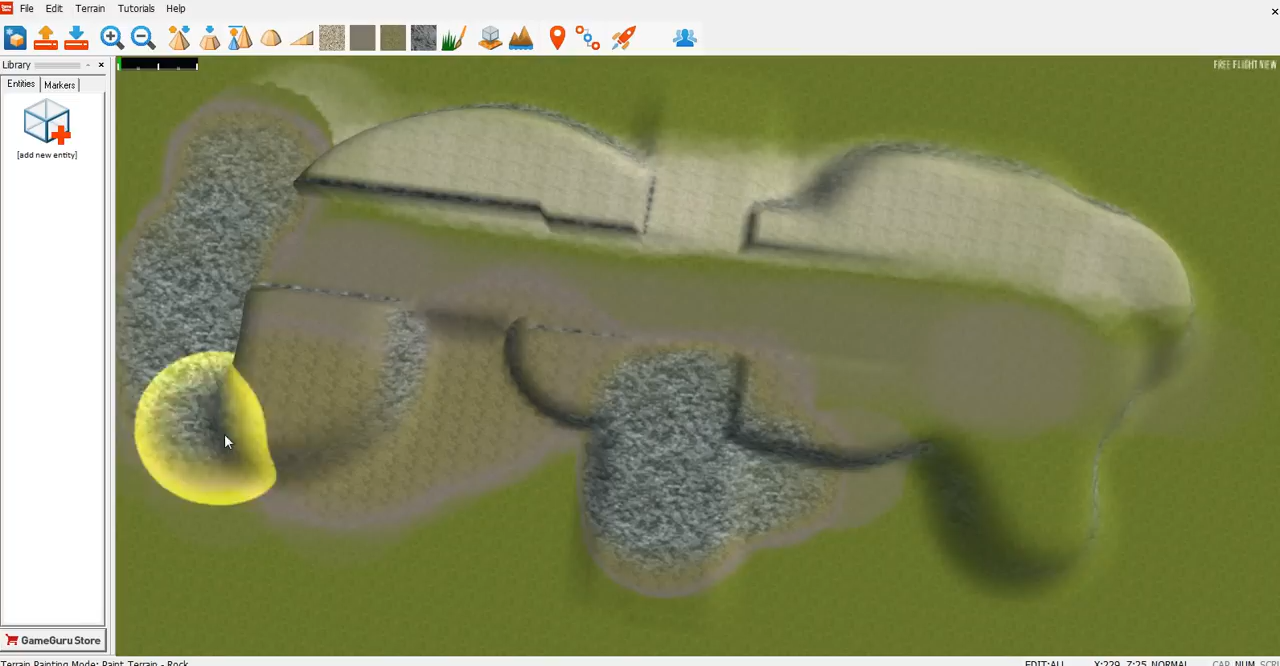 File Edit Terrain Tutorials Help
Library
Entities Markers
FREE FLIGHT VIEW
[add new entity]
GameGuru Store
Terrain Painting Mode: Paint Terrain - Rock
EDIT:ALL X:229 Z:25 NORMAL CAP NUM SCRL